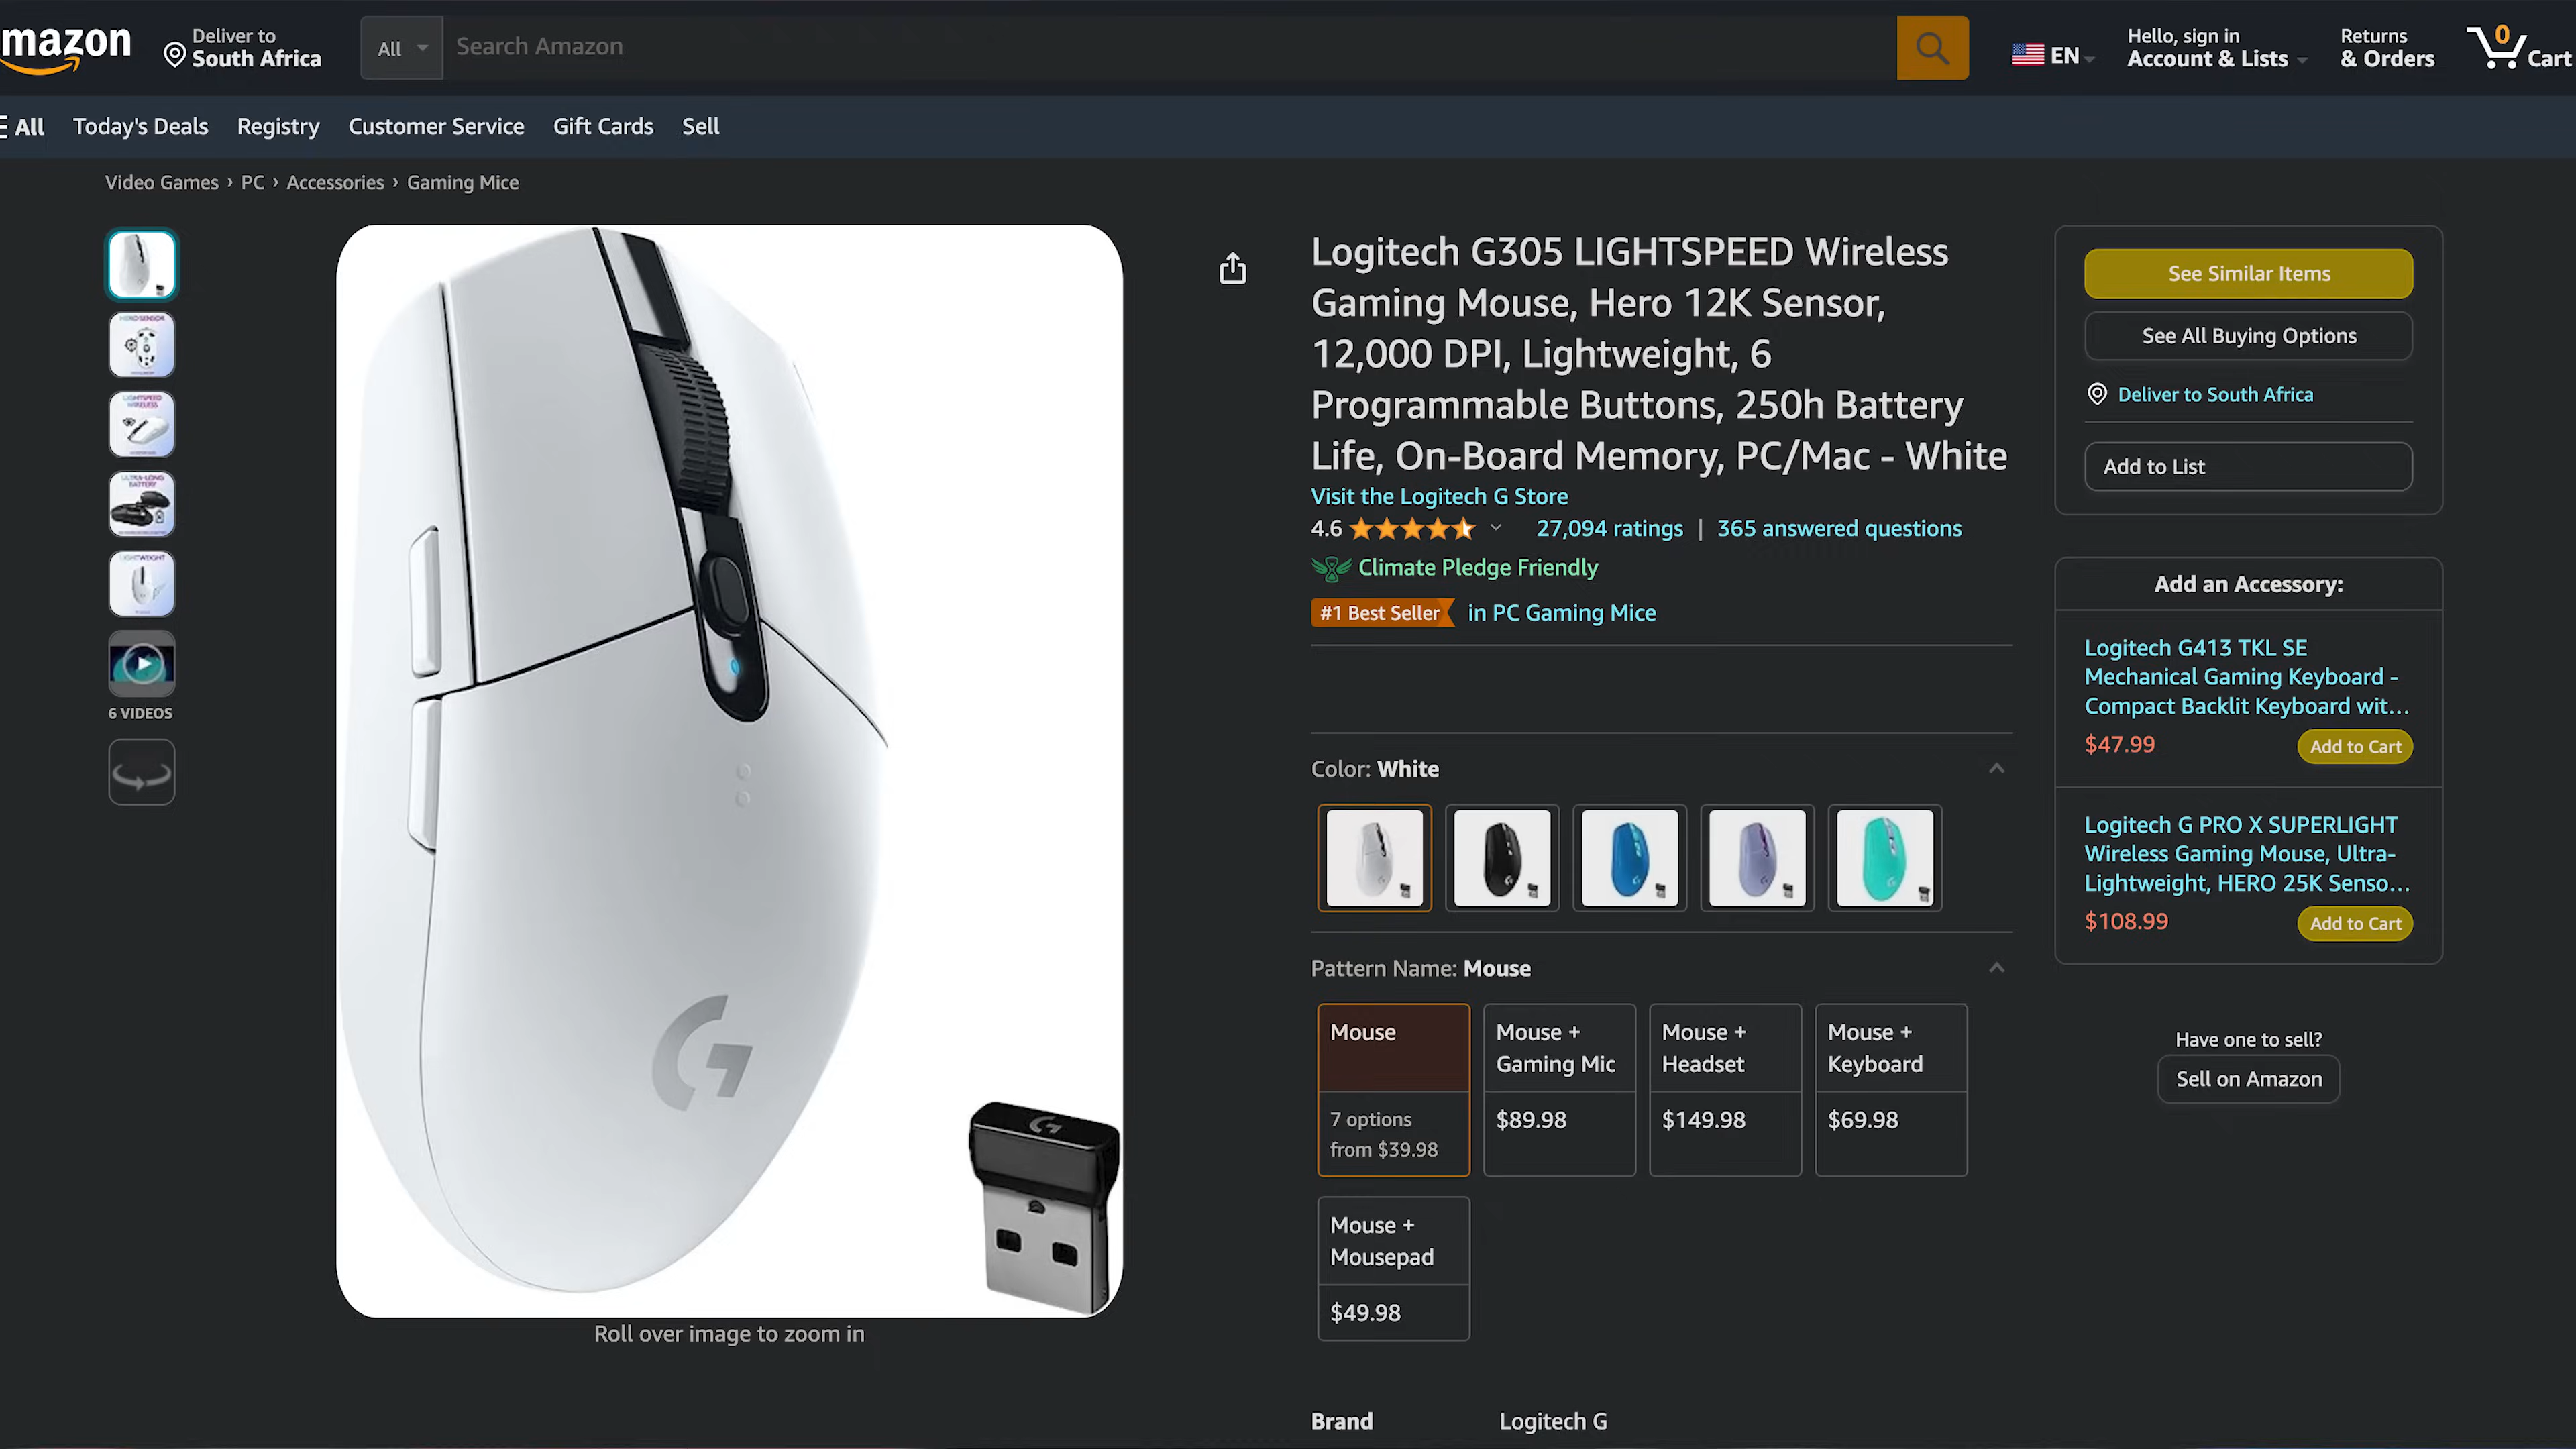 mazon
Deliver to
South Africa
All
Search Amazon
EN
Hello, sign in
Account & Lists
Returns
& Orders
0
Cart
All
Today's Deals
Registry
Customer Service
Gift Cards
Sell
Video Games › PC › Accessories › Gaming Mice
HERO SENSOR
LIGHTSPEED
WIRELESS
ULTRA-LONG
BATTERY
LIGHTWEIGHT
6 VIDEOS
Roll over image to zoom in
Logitech G305 LIGHTSPEED Wireless
Gaming Mouse, Hero 12K Sensor,
12,000 DPI, Lightweight, 6
Programmable Buttons, 250h Battery
Life, On-Board Memory, PC/Mac - White
Visit the Logitech G Store
4.6
27,094 ratings | 365 answered questions
Climate Pledge Friendly
#1 Best Seller in PC Gaming Mice
Color: White
Pattern Name: Mouse
Mouse
7 options
from $39.98
Mouse +
Gaming Mic
$89.98
Mouse +
Headset
$149.98
Mouse +
Keyboard
$69.98
Mouse +
Mousepad
$49.98
Brand Logitech G
See Similar Items
See All Buying Options
Deliver to South Africa
Add to List
Add an Accessory:
Logitech G413 TKL SE
Mechanical Gaming Keyboard -
Compact Backlit Keyboard wit...
$47.99
Add to Cart
Logitech G PRO X SUPERLIGHT
Wireless Gaming Mouse, Ultra-
Lightweight, HERO 25K Senso...
$108.99
Add to Cart
Have one to sell?
Sell on Amazon